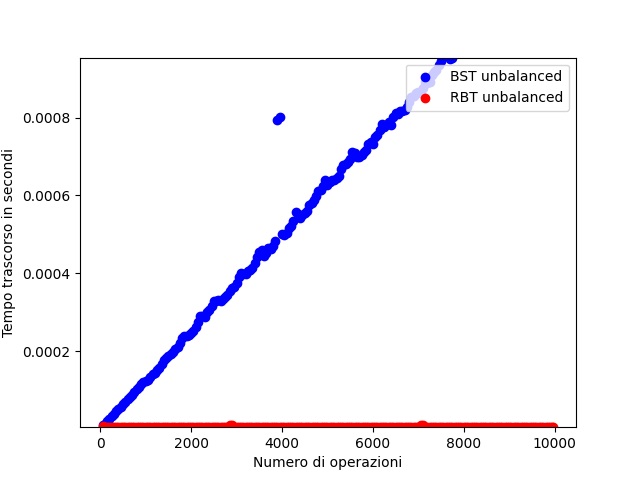 BST unbalanced
RBT unbalanced
0.0008
0.0006
0.0004
0.0002
Tempo trascorso in secondi
0 2000 4000 6000 8000 10000
Numero di operazioni